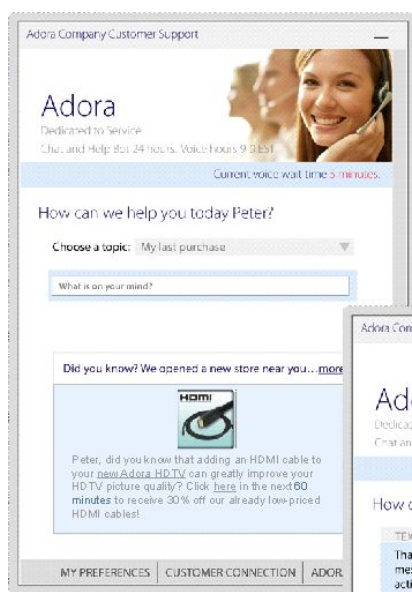 Adora Company Customer Support
Adora
Dedicated to Service
Chat and Help Bot 24 hours. Voice hours 9-9 EST
Current voice wait time 5 minutes.
How can we help you today Peter?
Choose a topic: My last purchase
What is on your mind?
Did you know? We opened a new store near you...more
HDMI
Peter, did you know that adding an HDMI cable to
your new Adora HDTV can greatly improve your
HDTV picture quality? Click here in the next 60
minutes to receive 30% off our already low-priced
HDMI cables!
MY PREFERENCES | CUSTOMER CONNECTION | ADOR
Adora Com
Ad
Dedicat
Chat an
How c
TEX
Tha
me
acti